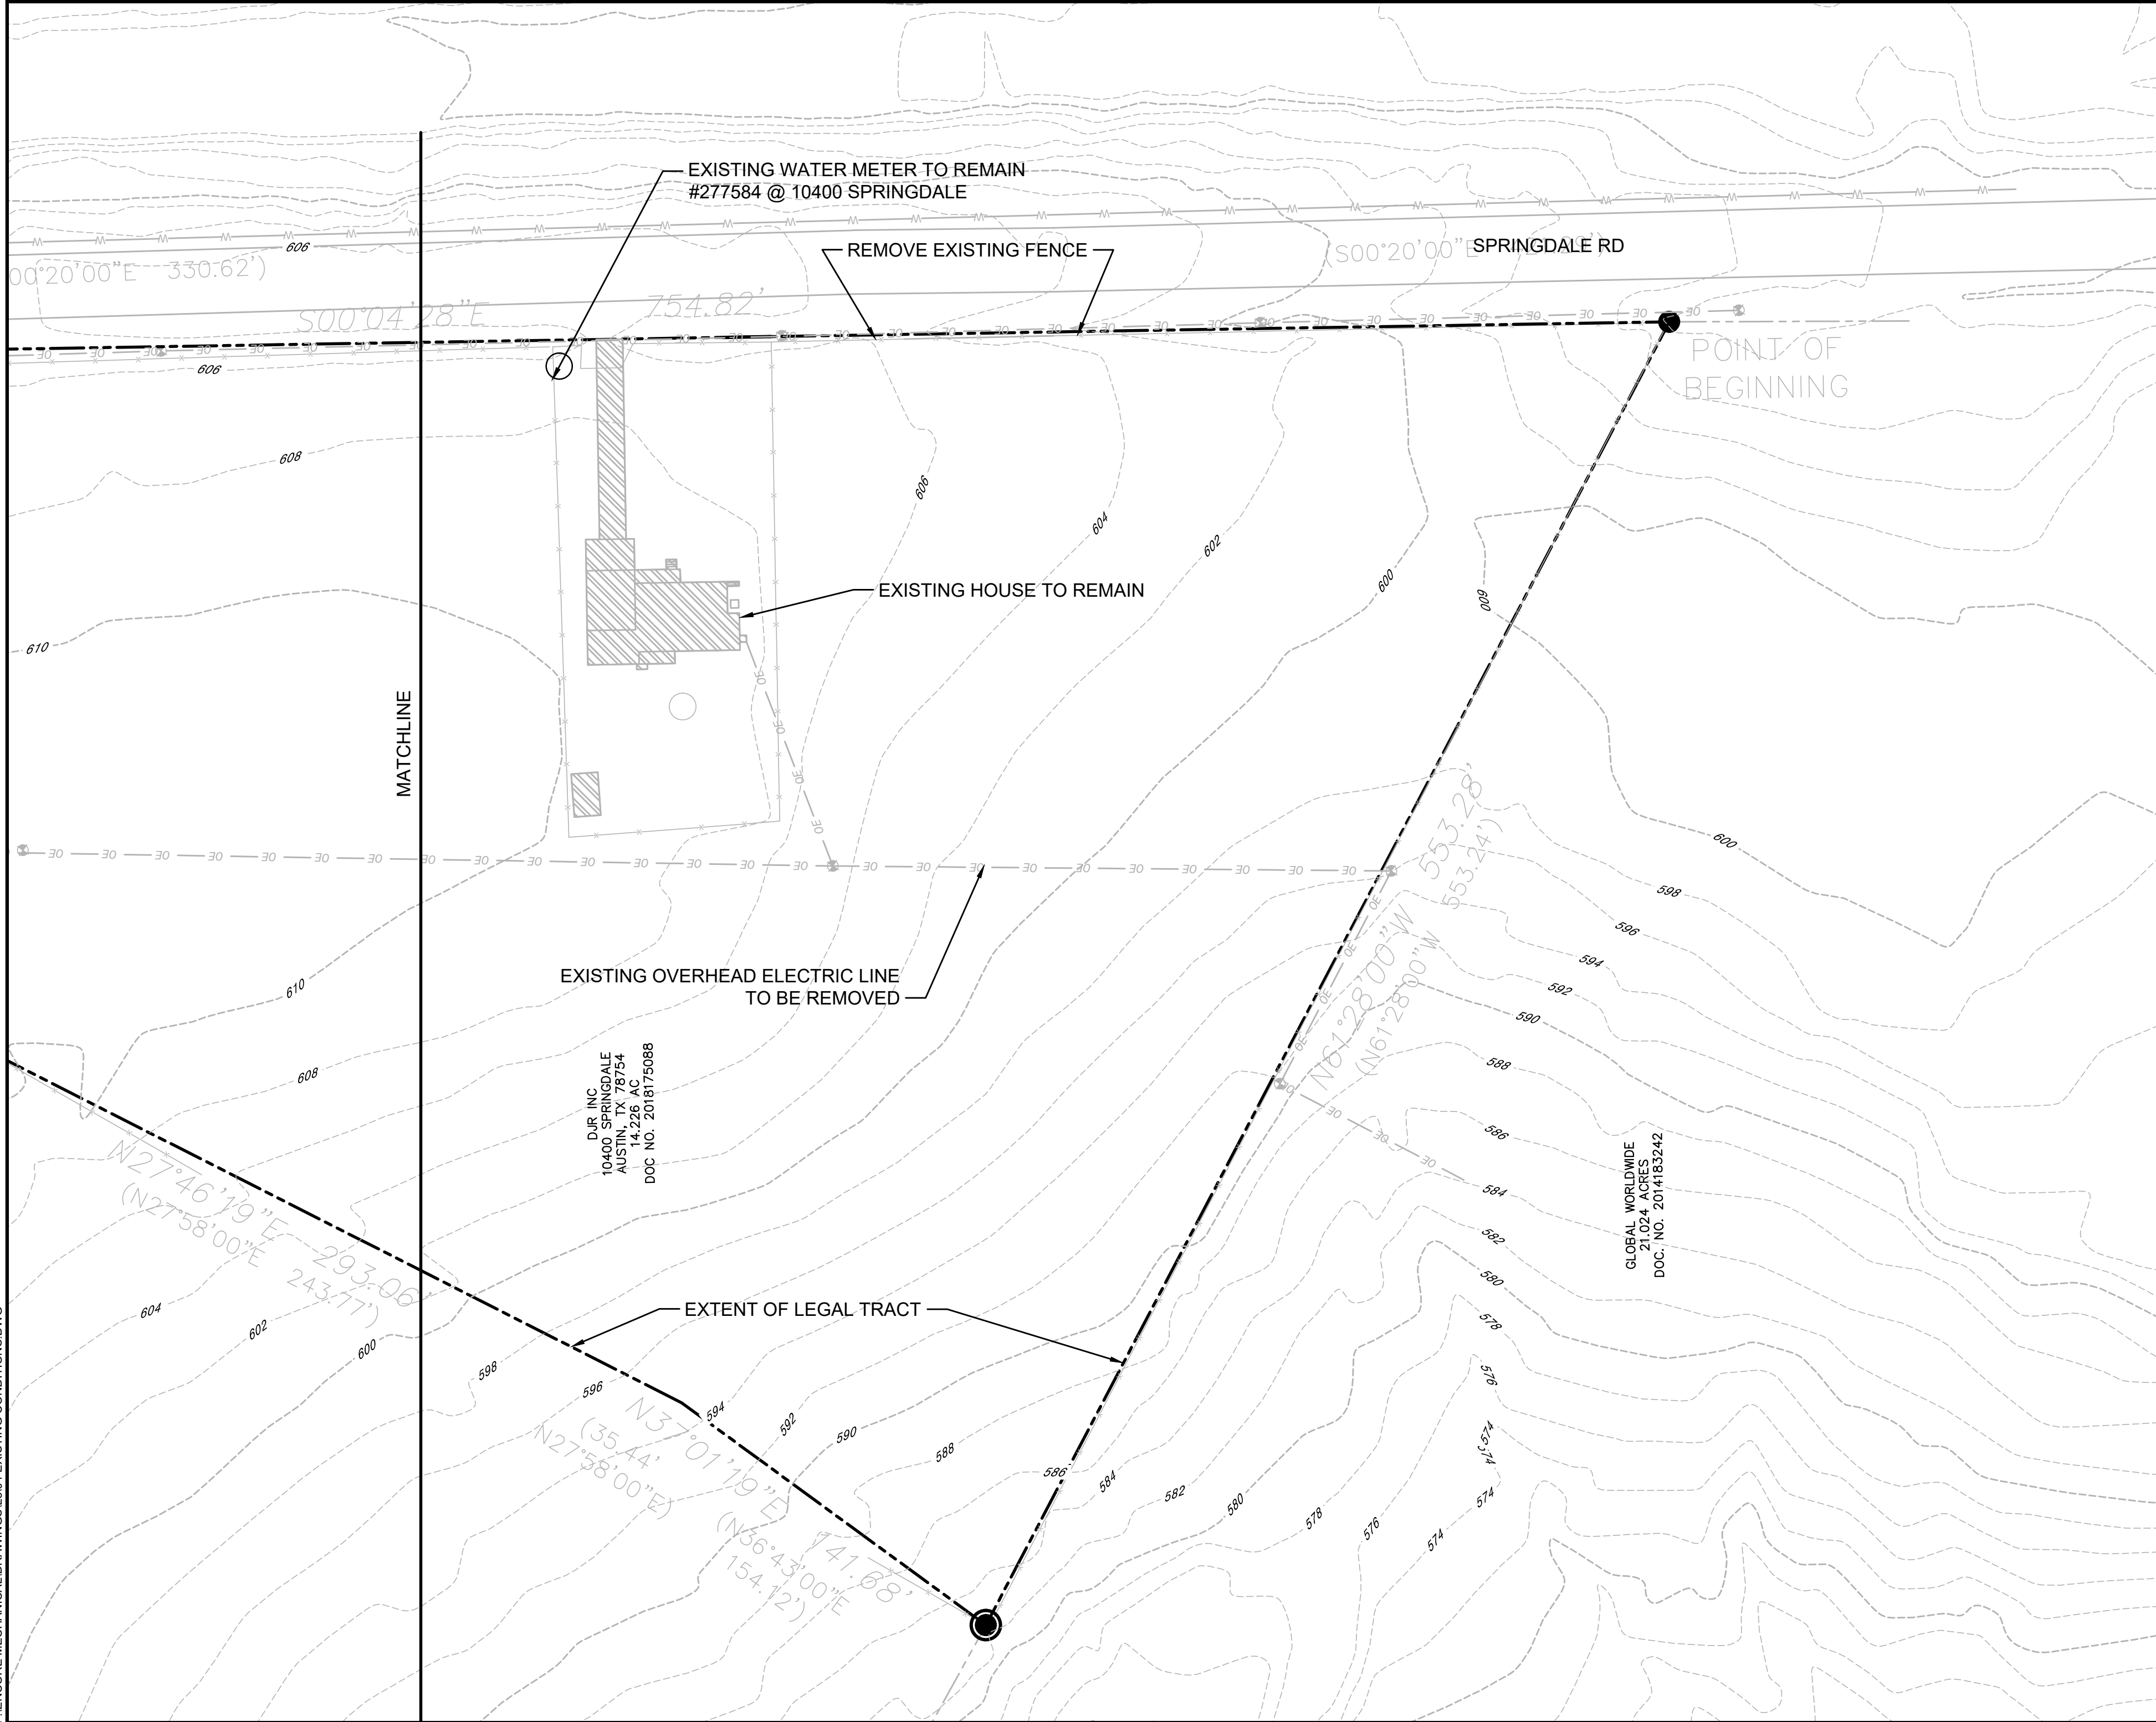 EXISTING WATER METER TO REMAIN
#277584 @ 10400 SPRINGDALE
REMOVE EXISTING FENCE
SPRINGDALE RD
606
00°20'00"E 330.62')
(S00°20'00"E
S00°04'28"E 754.82'
POINT OF
BEGINNING
606
608
606
604
602
600
600
610
EXISTING HOUSE TO REMAIN
MATCHLINE
N61°28'00"W 553.28'
(N61°28'00"W 553.24')
600
598
596
594
592
590
588
586
584
582
580
578
576
574
574
574
EXISTING OVERHEAD ELECTRIC LINE
TO BE REMOVED
610
608
DJR INC
10400 SPRINGDALE
AUSTIN, TX 78754
14.226 AC
DOC NO. 2018175088
GLOBAL WORLDWIDE
21.024 ACRES
DOC. NO. 2014183242
N27°46'19"E 293.06'
(N27°58'00"E 243.77')
EXTENT OF LEGAL TRACT
604
602
600
598
596
594
592
590
588
586
584
582
580
578
576
574
N37°01'19"E 141.68'
(35.44'
N27°58'00"E)
(N36°43'00"E
154.12')